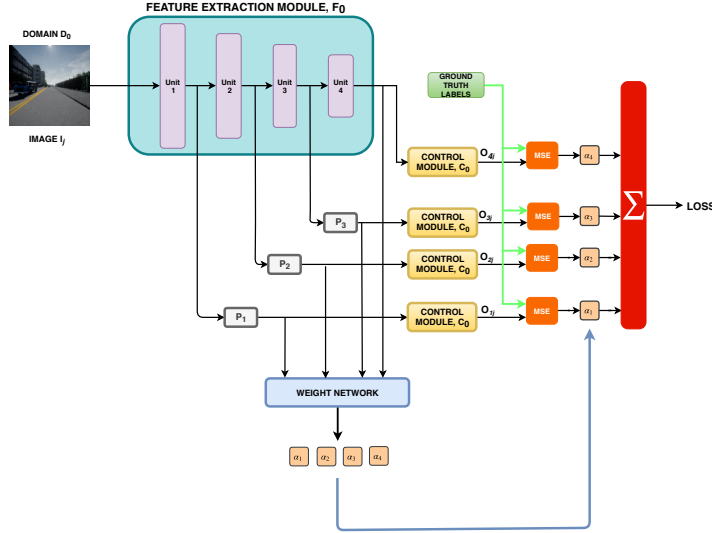 FEATURE EXTRACTION MODULE, F0
DOMAIN D0
IMAGE Ij
Unit
1
Unit
2
Unit
3
Unit
4
GROUND
TRUTH
LABELS
CONTROL
MODULE, C0
O4j
MSE
α4
P3
CONTROL
MODULE, C0
O3j
MSE
α3
Σ
LOSS
P2
CONTROL
MODULE, C0
O2j
MSE
α2
P1
CONTROL
MODULE, C0
O1j
MSE
α1
WEIGHT NETWORK
α1 α2 α3 α4